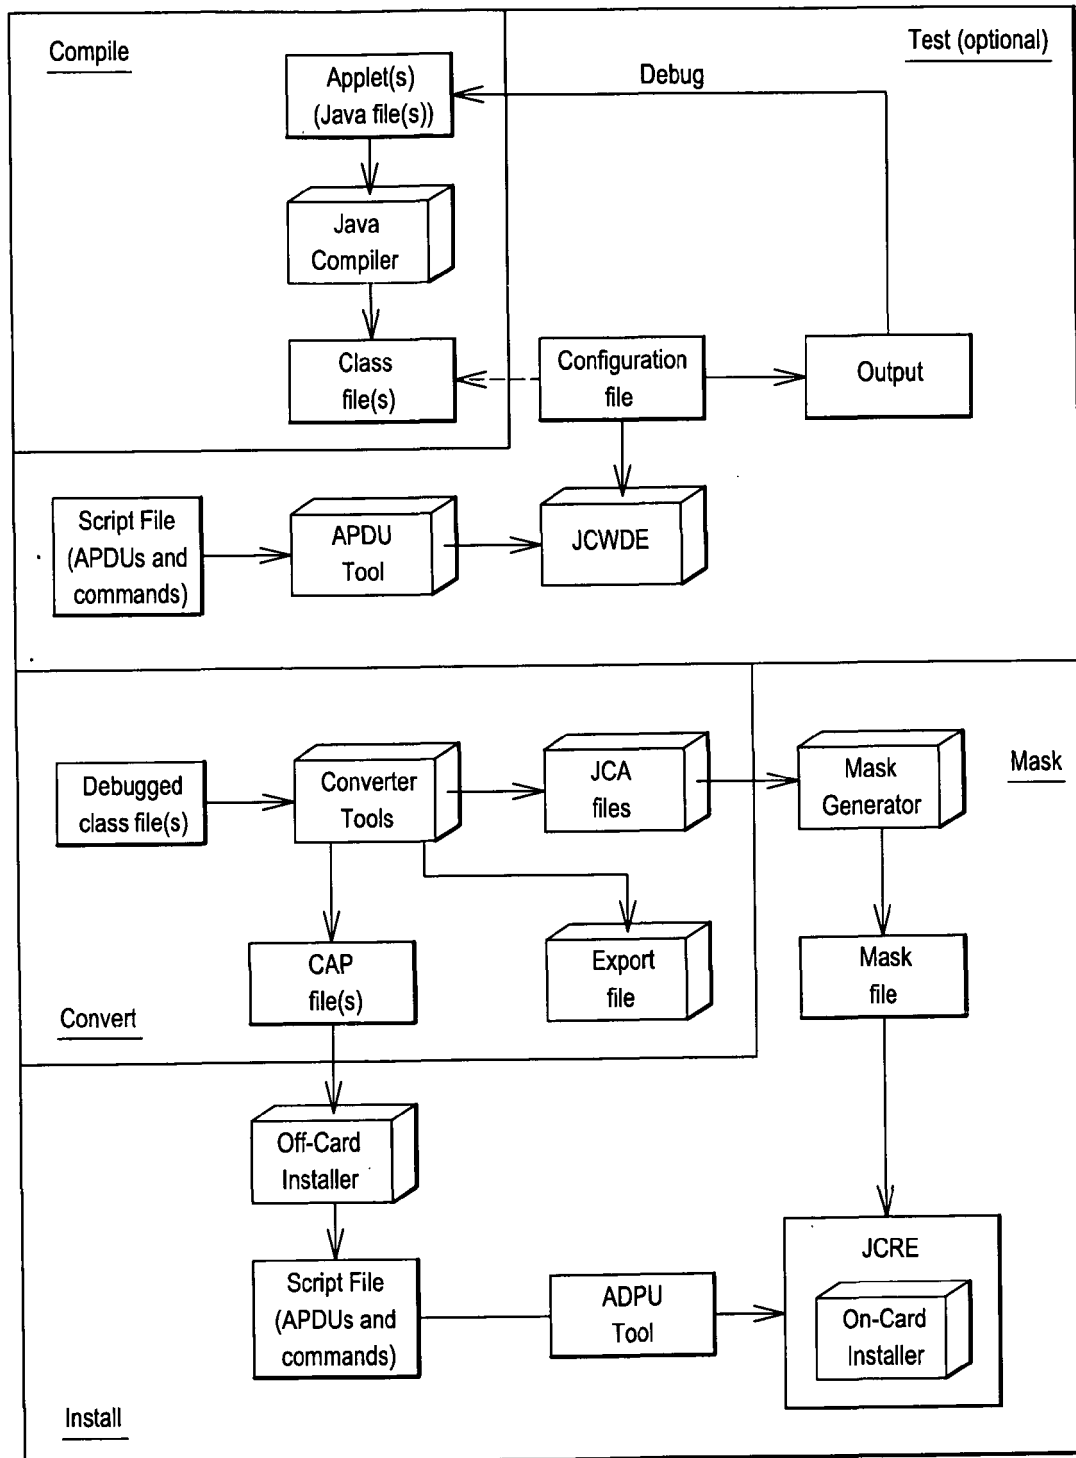 Compile
Test (optional)
Applet(s)
(Java file(s))
Debug
Java
Compiler
Class
file(s)
Configuration
file
Output
Script File
(APDUs and
commands)
APDU
Tool
JCWDE
Debugged
class file(s)
Converter
Tools
JCA
files
Mask
Generator
Mask
CAP
file(s)
Export
file
Mask
file
Convert
Off-Card
Installer
Script File
(APDUs and
commands)
ADPU
Tool
JCRE
On-Card
Installer
Install